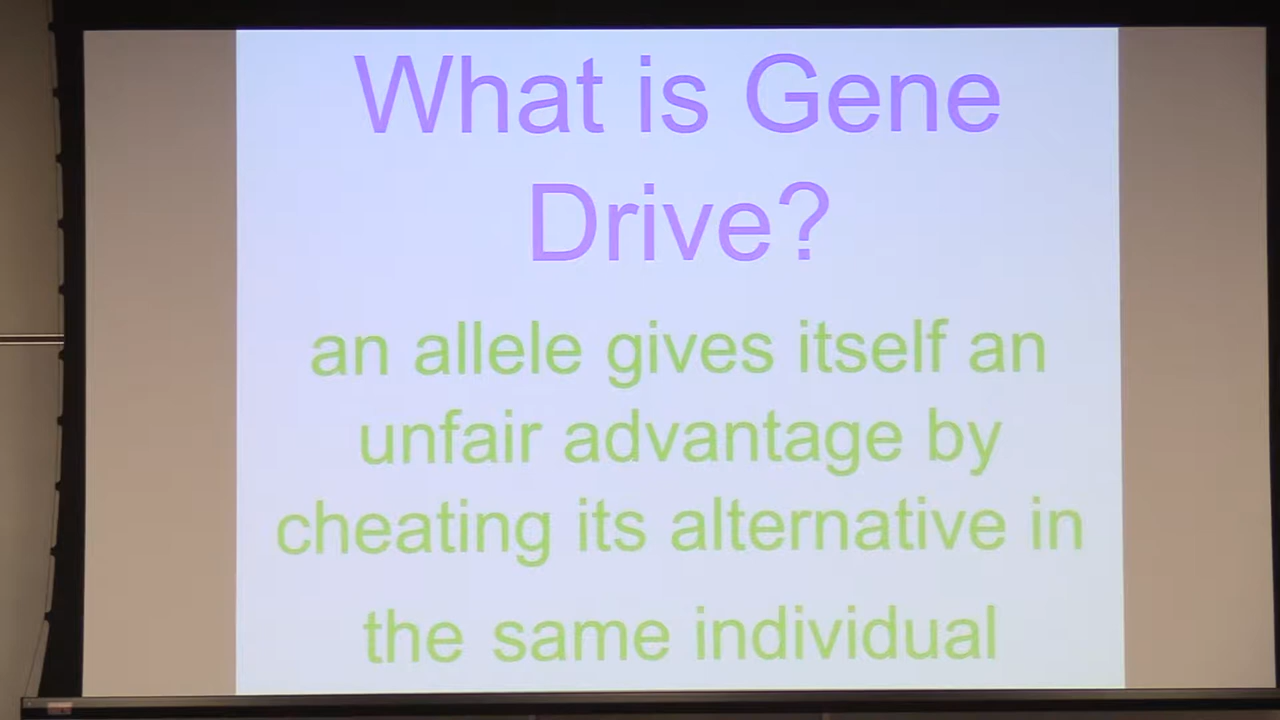 What is Gene
Drive?
an allele gives itself an
unfair advantage by
cheating its alternative in
the same individual